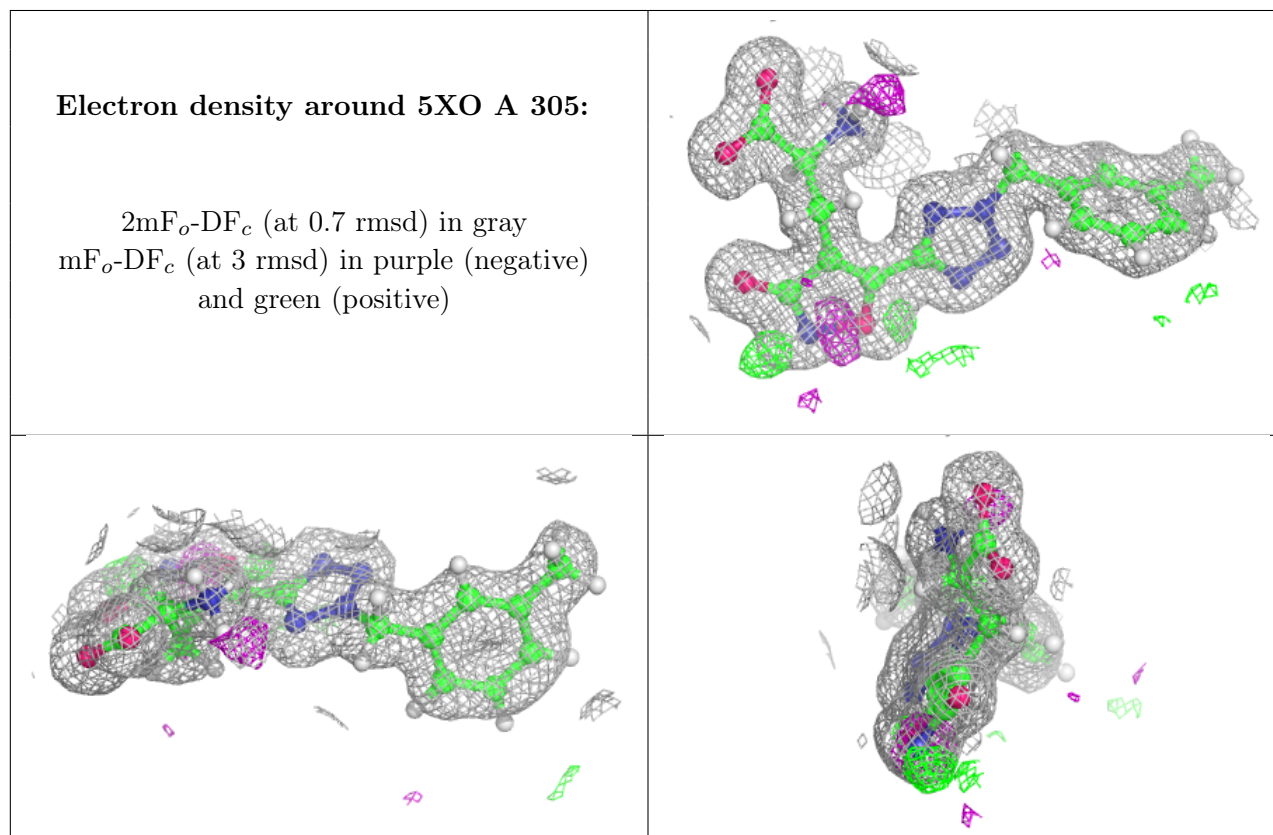 Electron density around 5XO A 305:
2mFo-DFc (at 0.7 rmsd) in gray
mFo-DFc (at 3 rmsd) in purple (negative)
and green (positive)